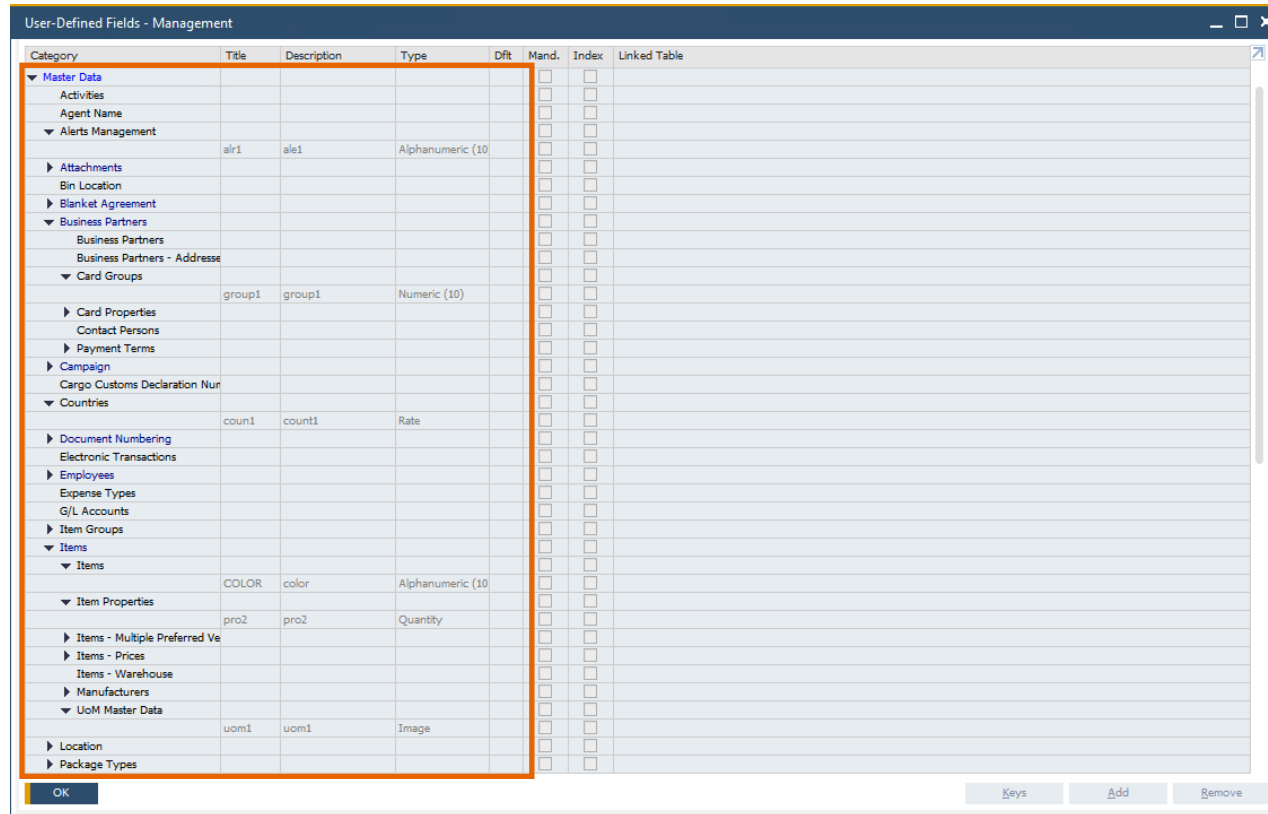 User-Defined Fields - Management
Category Title Description Type Dflt Mand. Index Linked Table
Master Data
Activities
Agent Name
Alerts Management
alr1 ale1 Alphanumeric (10
Attachments
Bin Location
Blanket Agreement
Business Partners
Business Partners
Business Partners - Addresse
Card Groups
group1 group1 Numeric (10)
Card Properties
Contact Persons
Payment Terms
Campaign
Cargo Customs Declaration Nun
Countries
coun1 count1 Rate
Document Numbering
Electronic Transactions
Employees
Expense Types
G/L Accounts
Item Groups
Items
Items
COLOR color Alphanumeric (10
Item Properties
pro2 pro2 Quantity
Items - Multiple Preferred Ve
Items - Prices
Items - Warehouse
Manufacturers
UoM Master Data
uom1 uom1 Image
Location
Package Types
OK Keys Add Remove